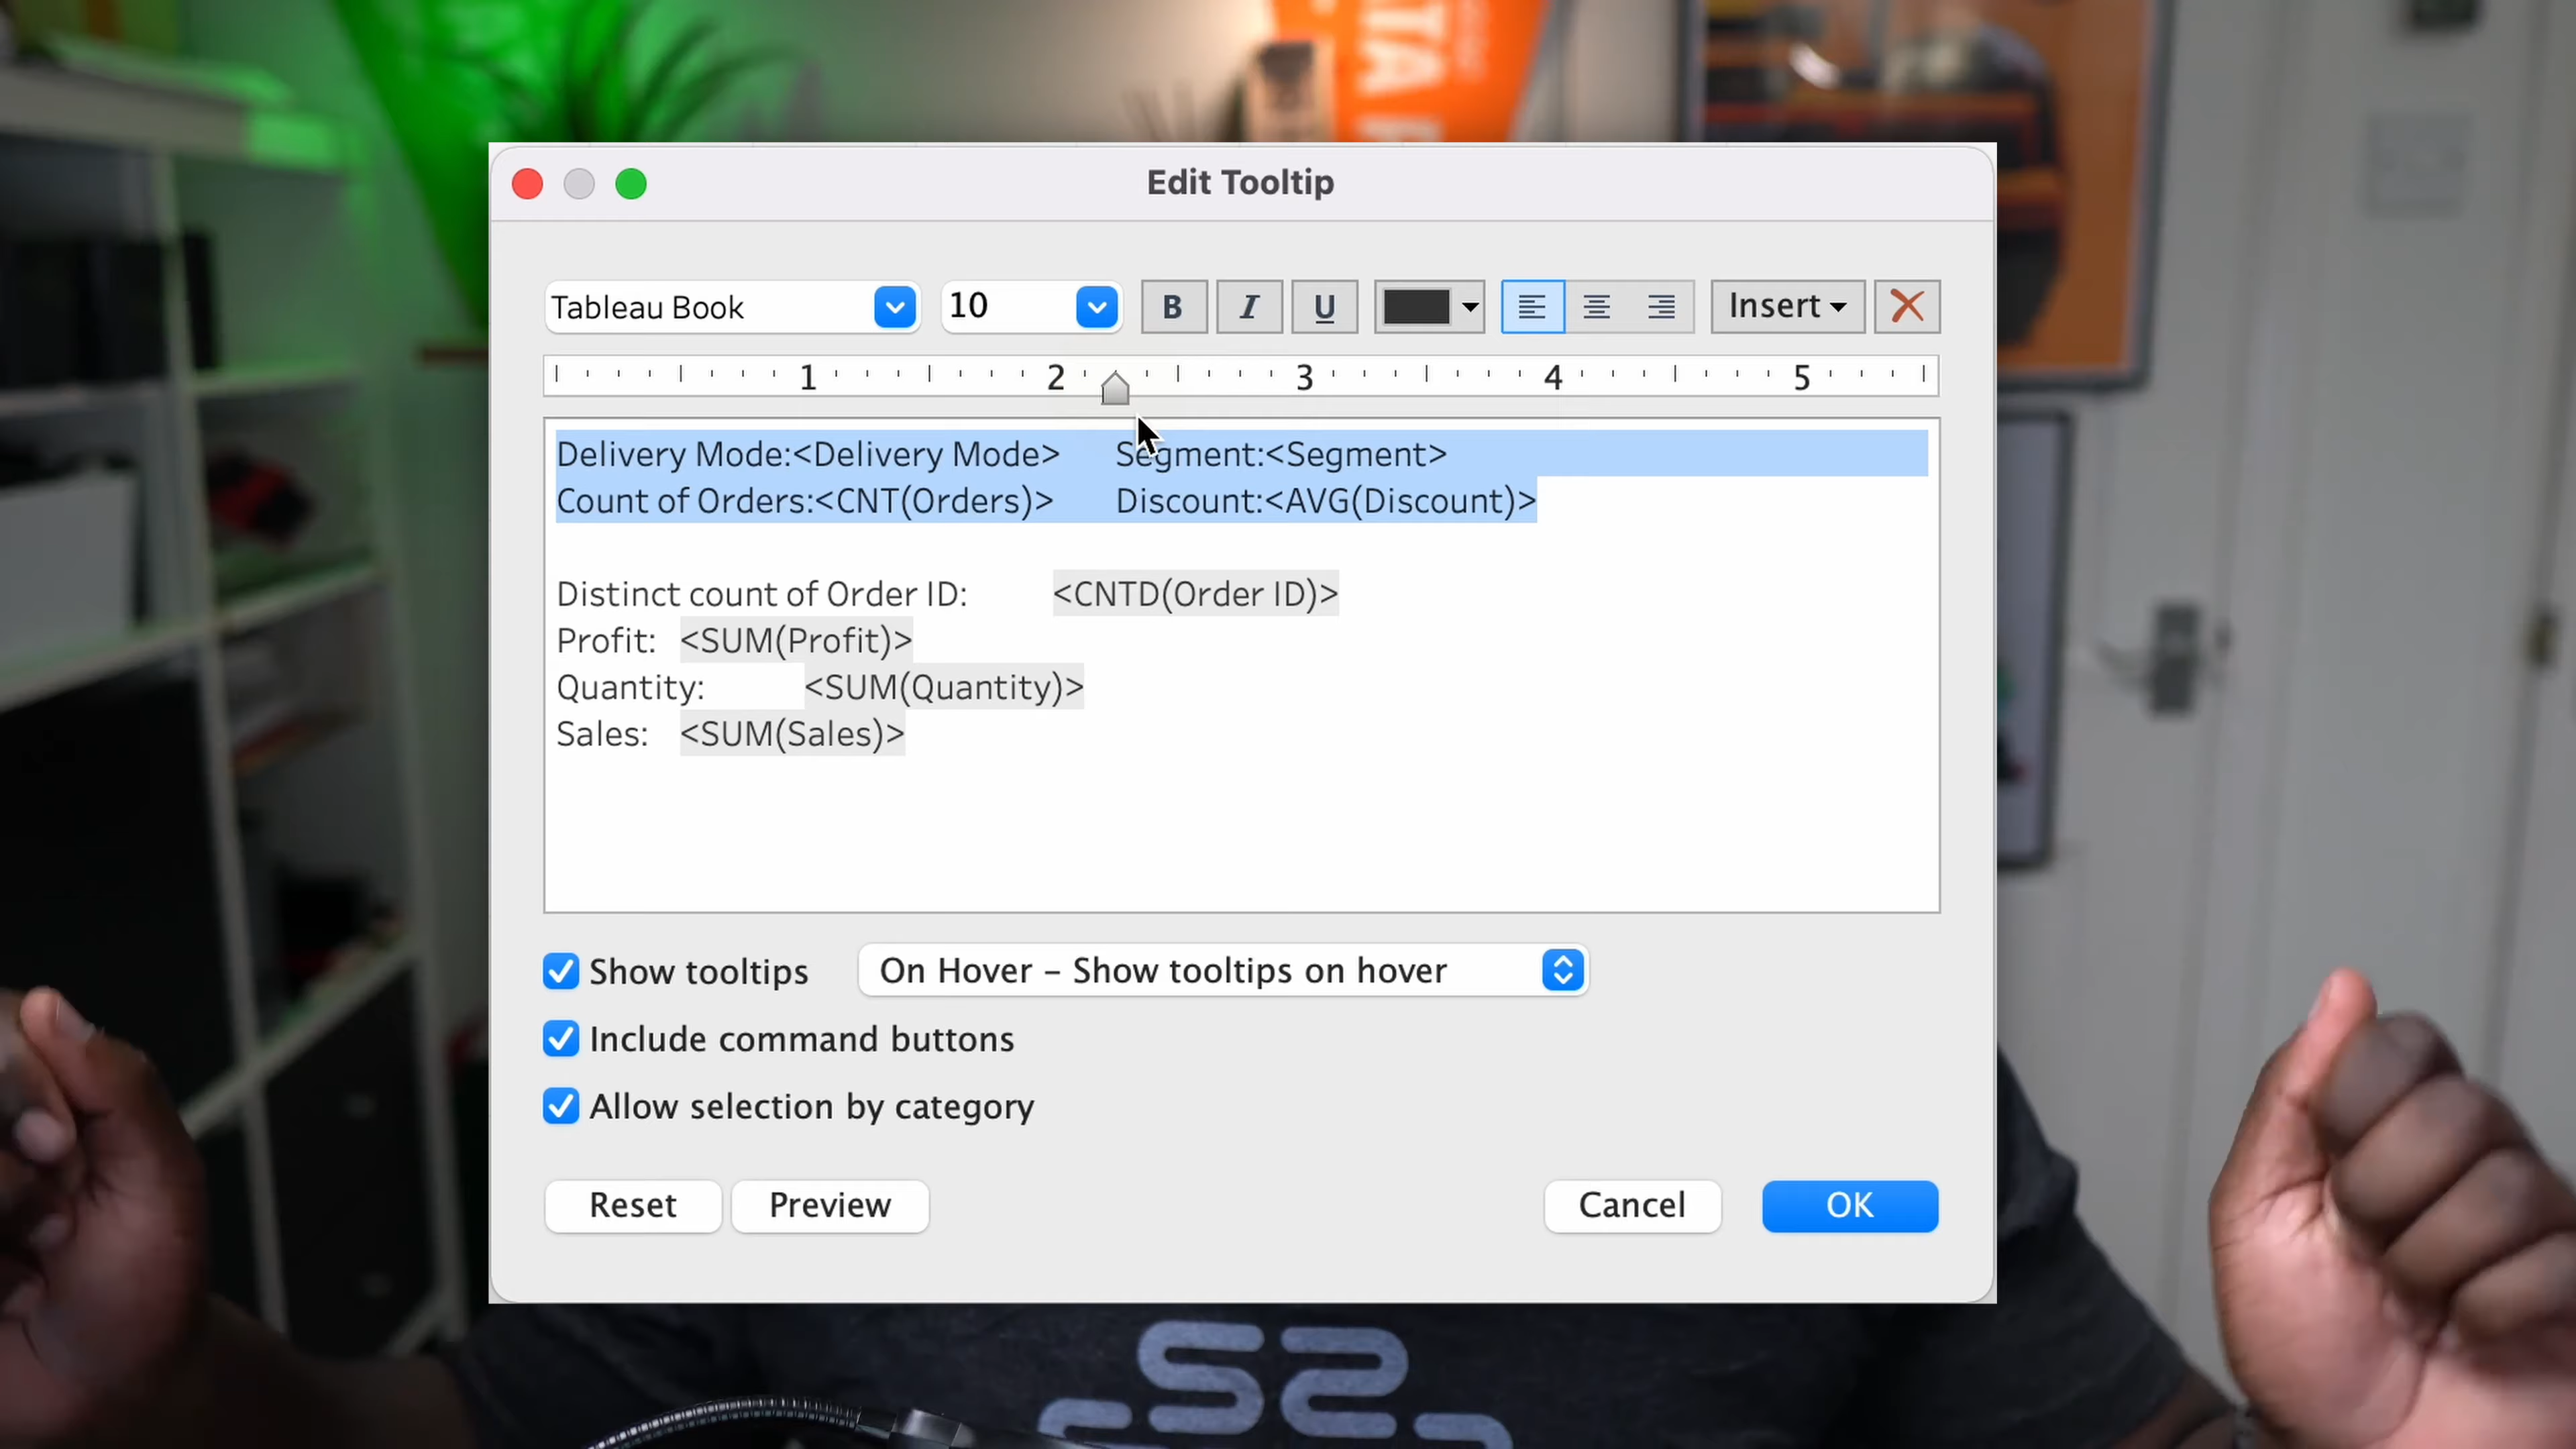 TA
Edit Tooltip
Tableau Book 10 B I U Insert
1 2 3 4 5
Delivery Mode:<Delivery Mode> Segment:<Segment>
Count of Orders:<CNT(Orders)> Discount:<AVG(Discount)>
Distinct count of Order ID: <CNTD(Order ID)>
Profit: <SUM(Profit)>
Quantity: <SUM(Quantity)>
Sales: <SUM(Sales)>
Show tooltips On Hover – Show tooltips on hover
Include command buttons
Allow selection by category
Reset Preview Cancel OK